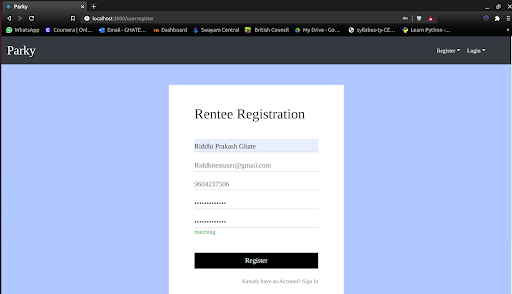 Parky
localhost:3000/userregister
WhatsApp Coursera | Onl... Email - GHATE... Dashboard Swayam Central British Council My Drive - Go... syllabus-ty-CE... Learn Python -...
Parky Register Login
Rentee Registration
Riddhi Prakash Ghate
Riddhitestuser@gmail.com
9604237506
•••••••••••••
•••••••••••••
matching
Register
Already have an Account? Sign In